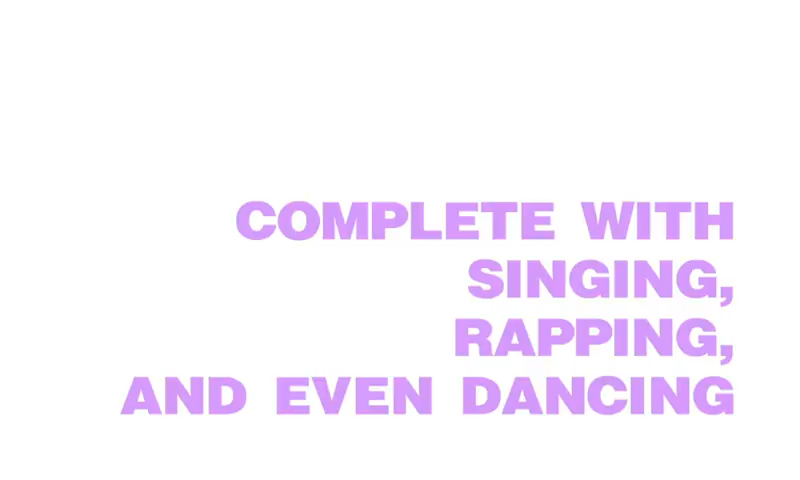 COMPLETE WITH
SINGING,
RAPPING,
AND EVEN DANCING